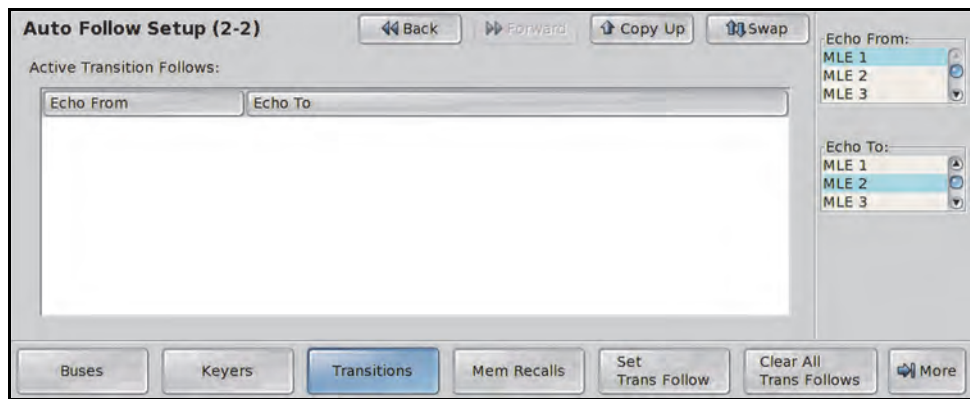 Auto Follow Setup (2-2)
Back
Forward
Copy Up
Swap
Active Transition Follows:
Echo From
Echo To
Echo From:
MLE 1
MLE 2
MLE 3
Echo To:
MLE 1
MLE 2
MLE 3
Buses
Keyers
Transitions
Mem Recalls
Set
Trans Follow
Clear All
Trans Follows
More